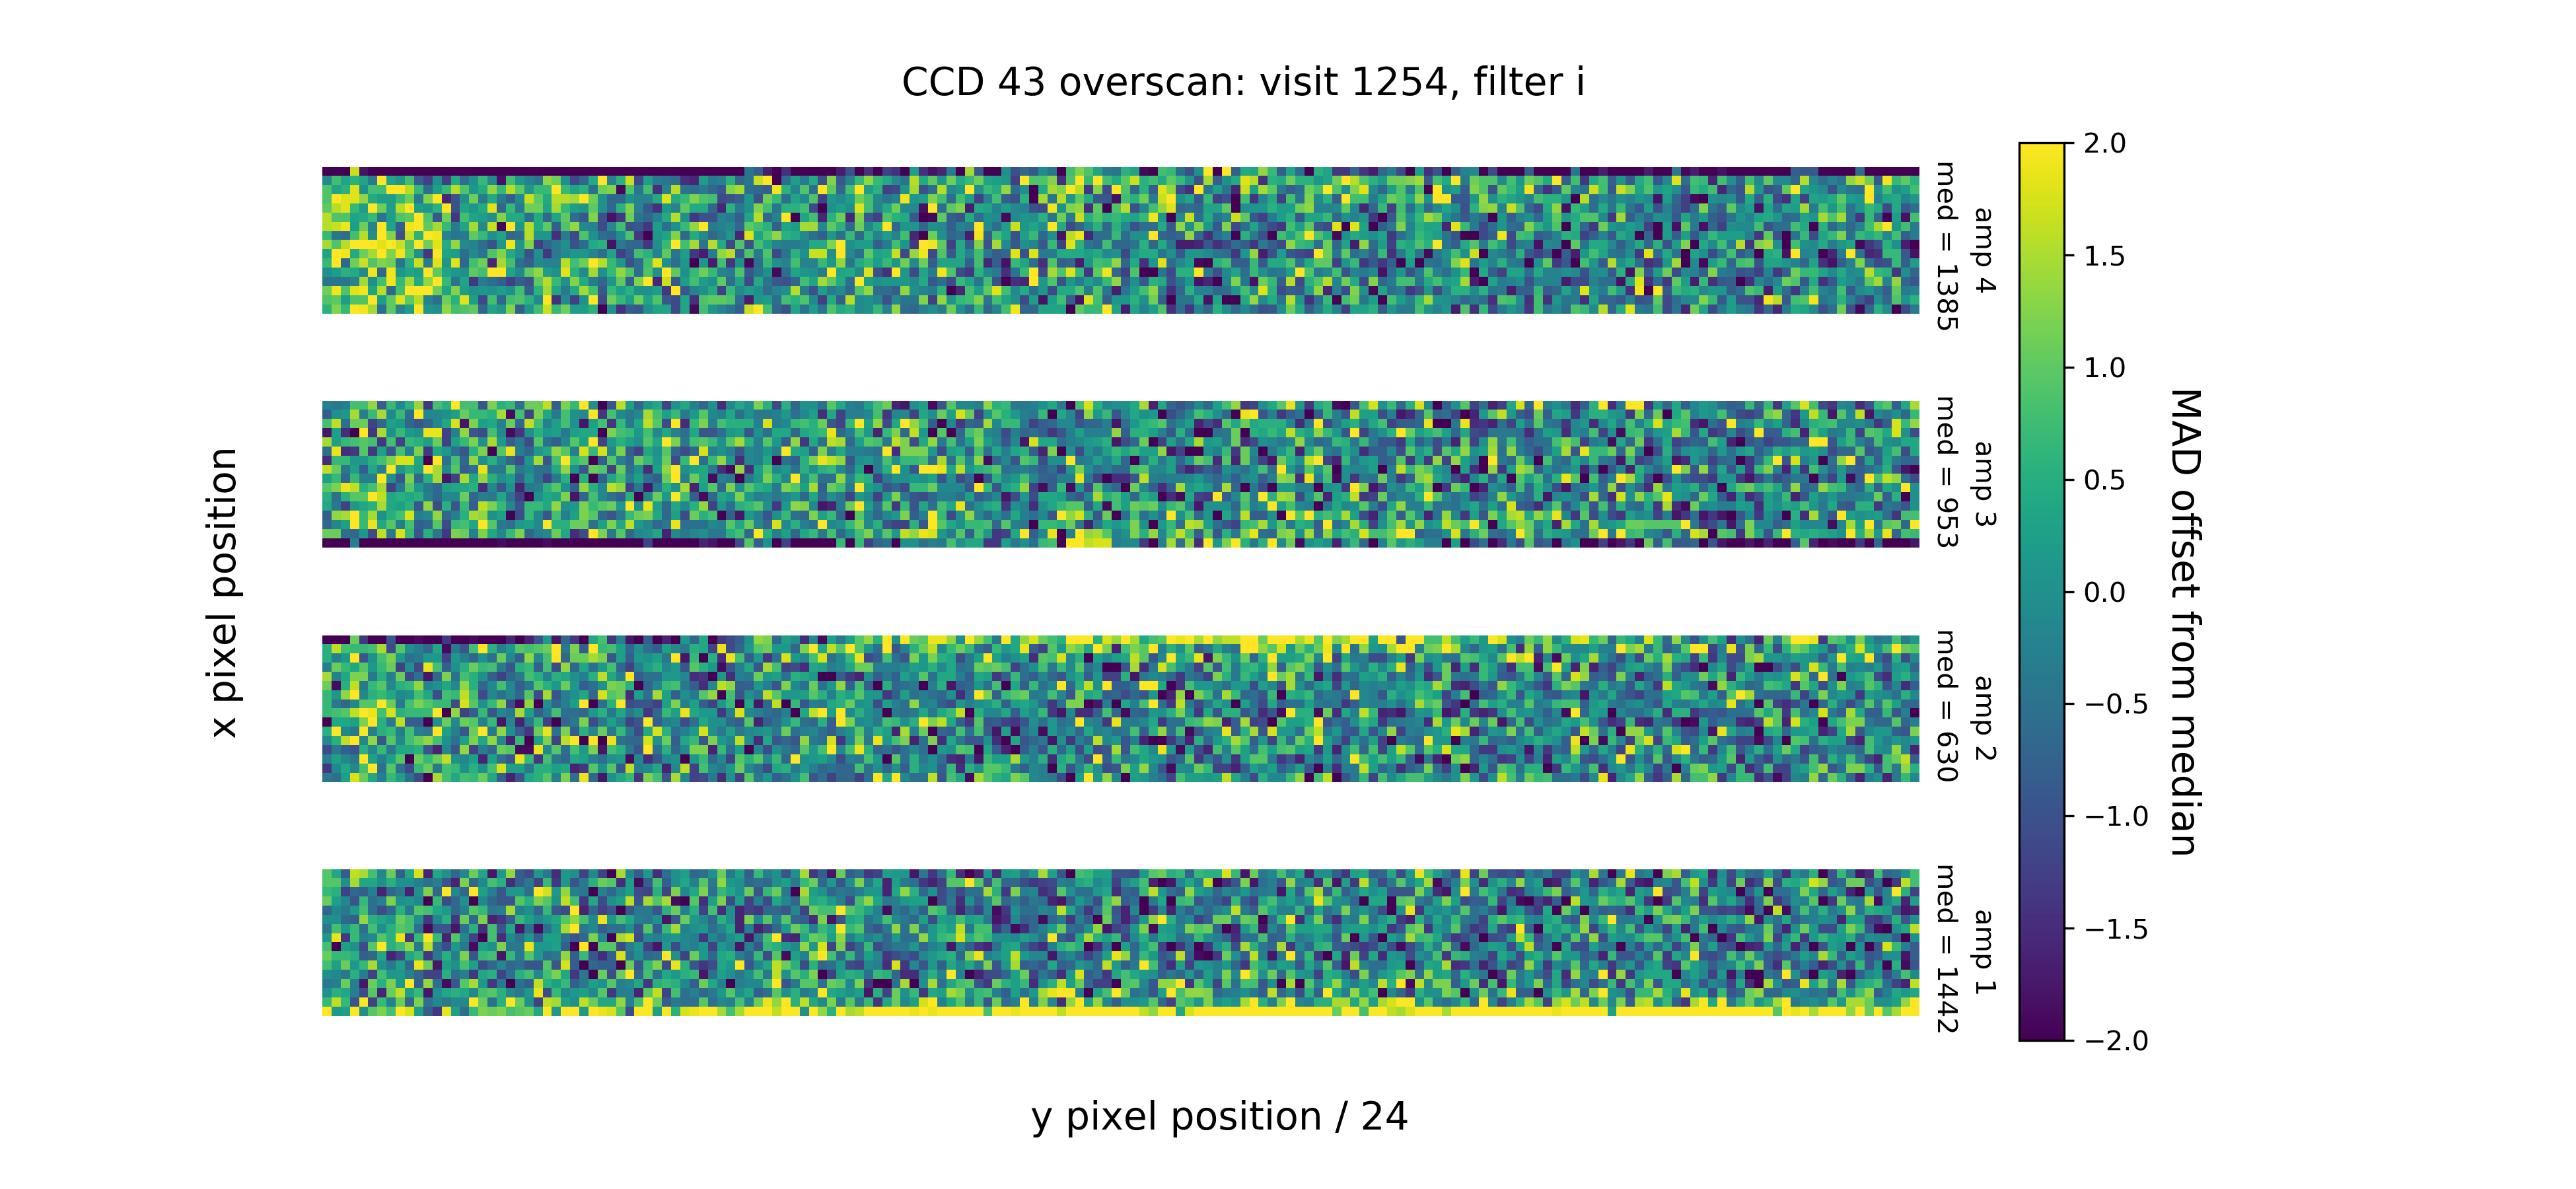 CCD 43 overscan: visit 1254, filter i
x pixel position
y pixel position / 24
amp 4
med = 1385
amp 3
med = 953
amp 2
med = 630
amp 1
med = 1442
2.0
1.5
1.0
0.5
0.0
−0.5
−1.0
−1.5
−2.0
MAD offset from median